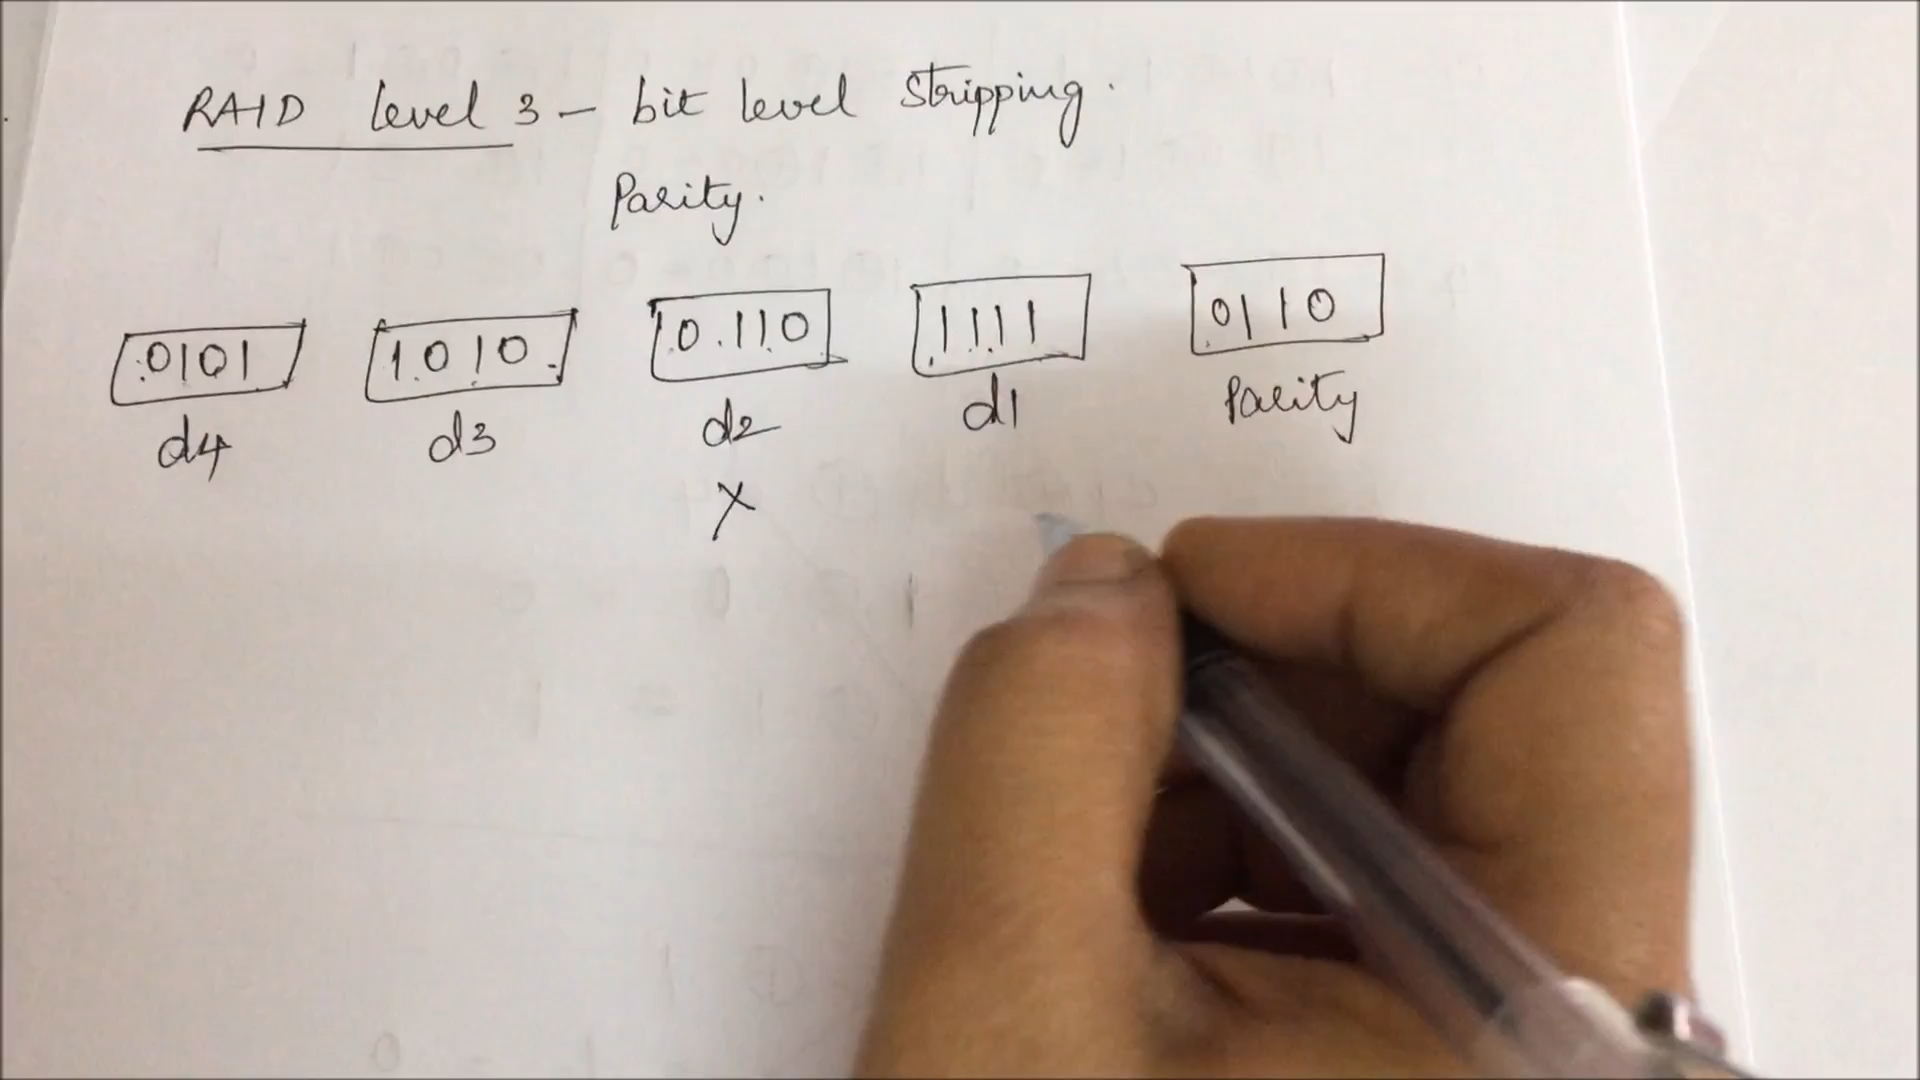 RAID level 3 - bit level Stripping.
Parity.
0101 1010 0110 1111 0110
d4 d3 d2 d1 Parity
X